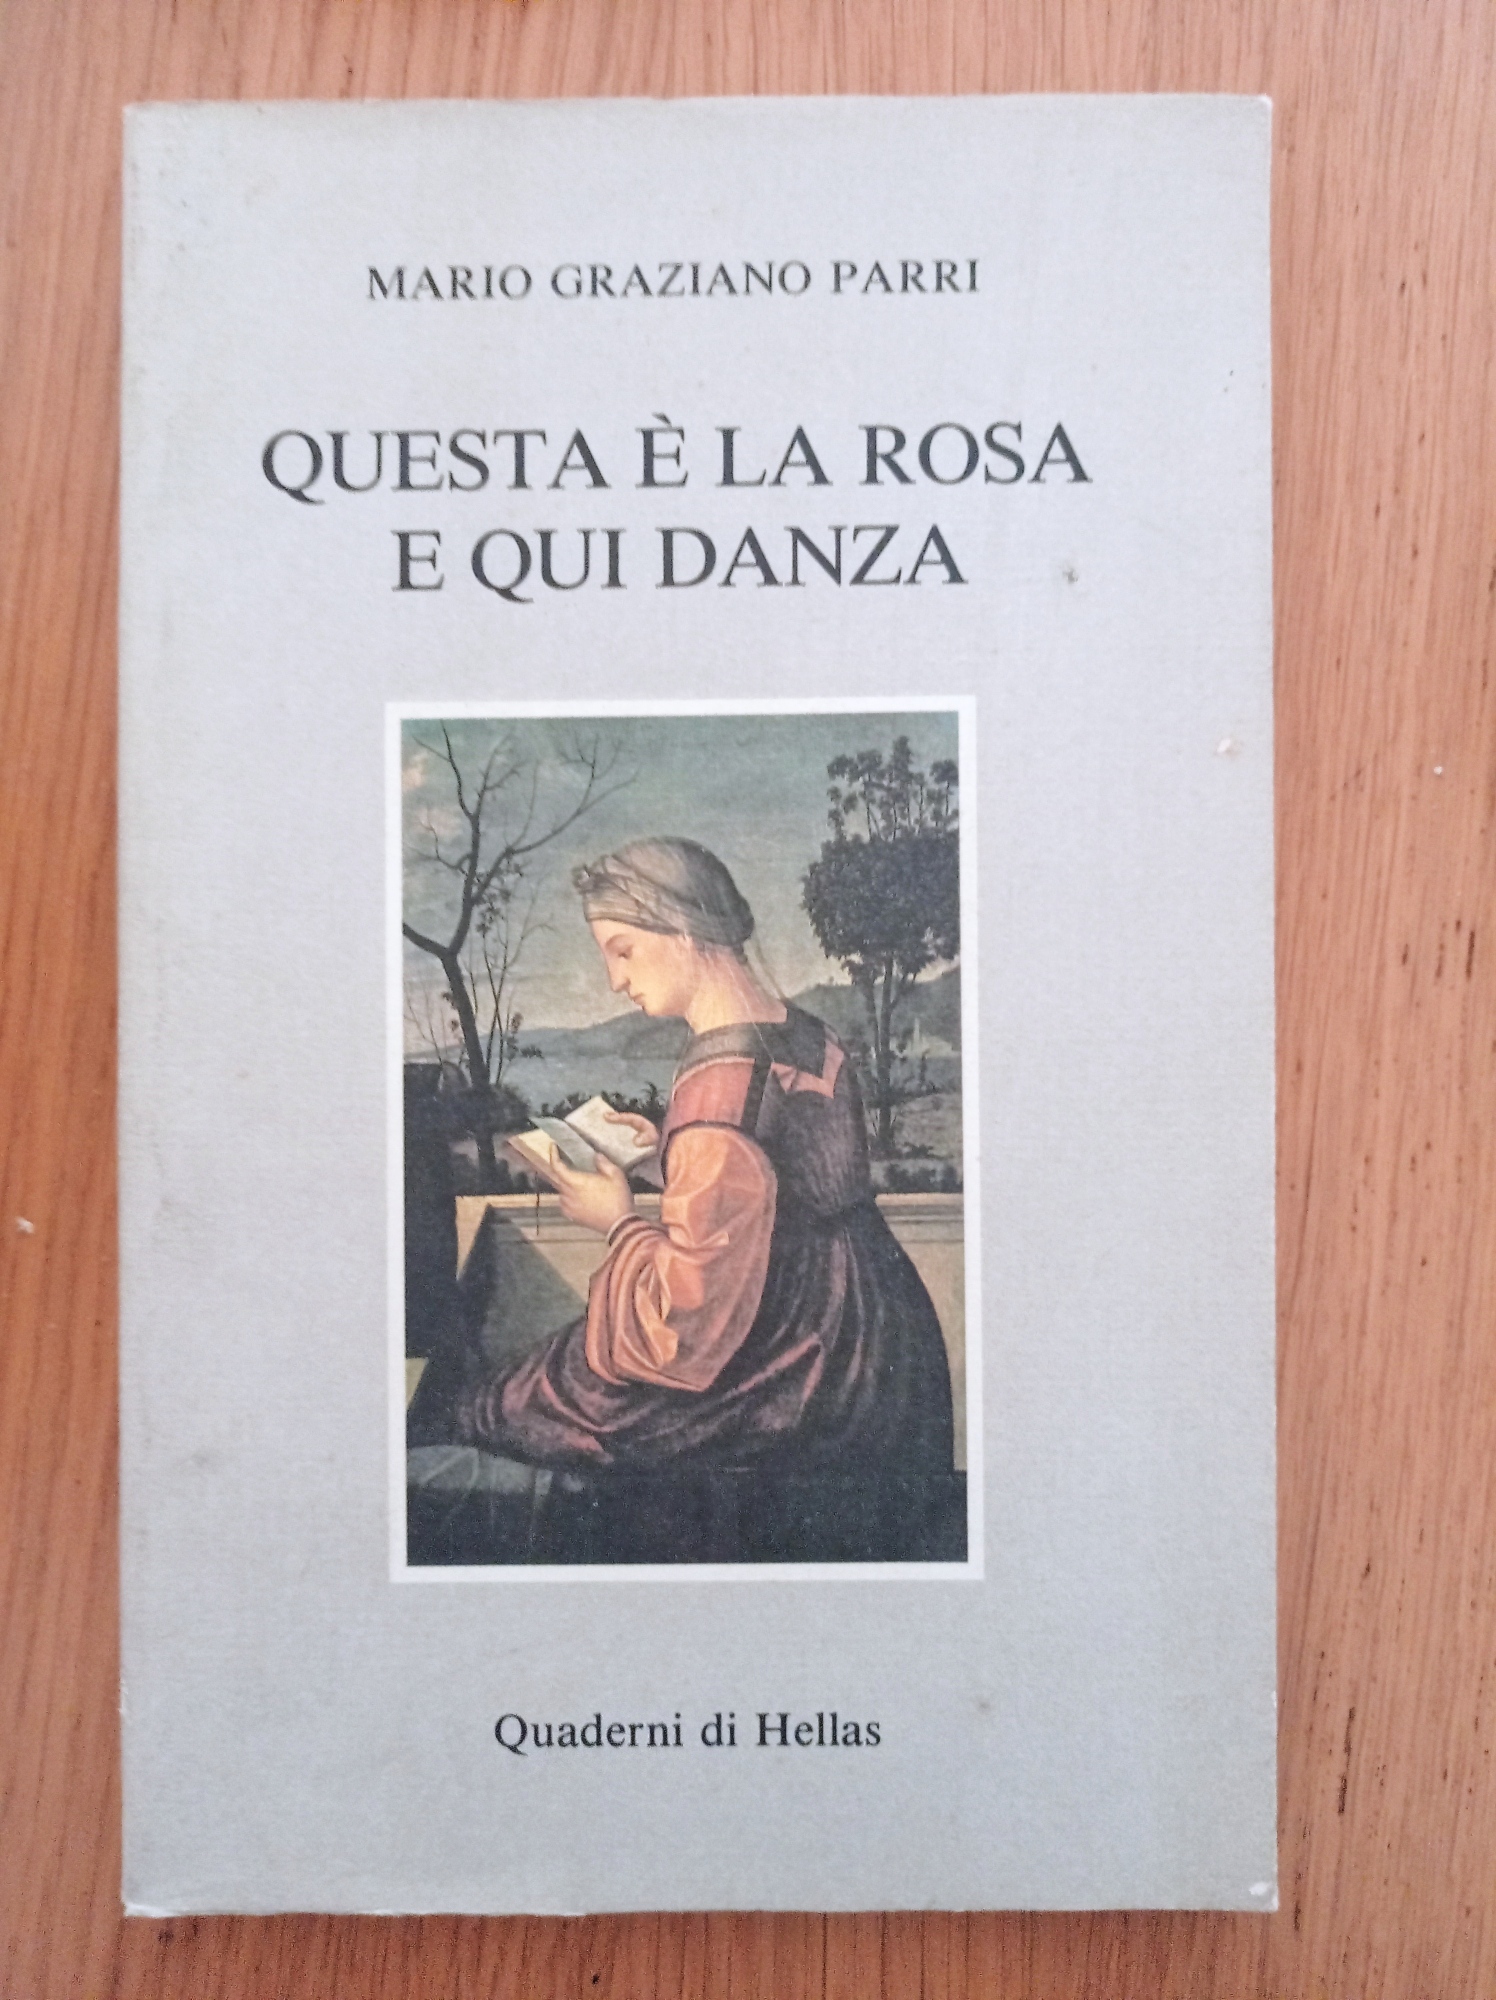 MARIO GRAZIANO PARRI
QUESTA È LA ROSA
E QUI DANZA
Quaderni di Hellas